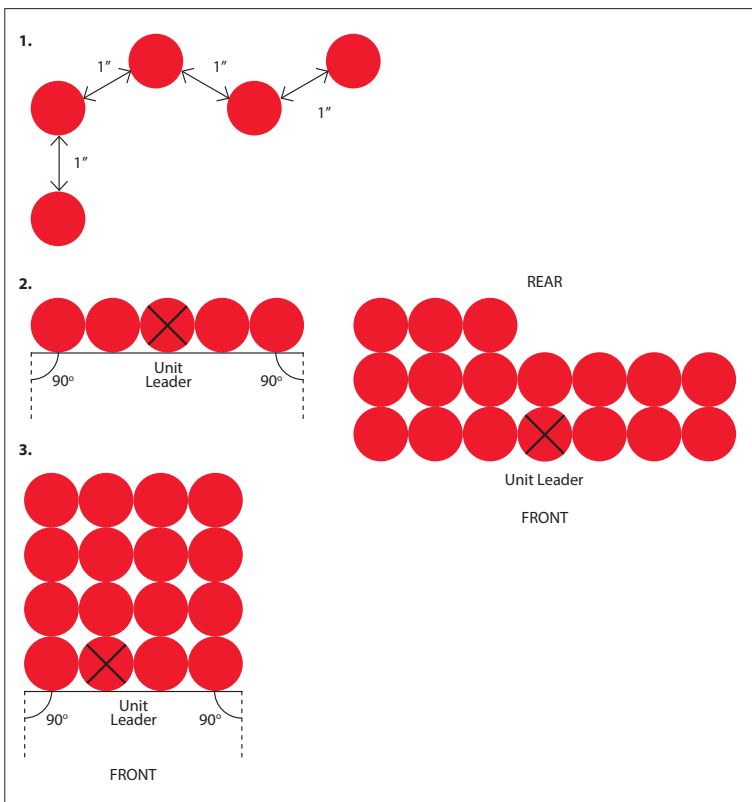 1.
1”
1”
1”
1”
2.
90°
Unit
Leader
90°
REAR
Unit Leader
FRONT
3.
90°
Unit
Leader
90°
FRONT